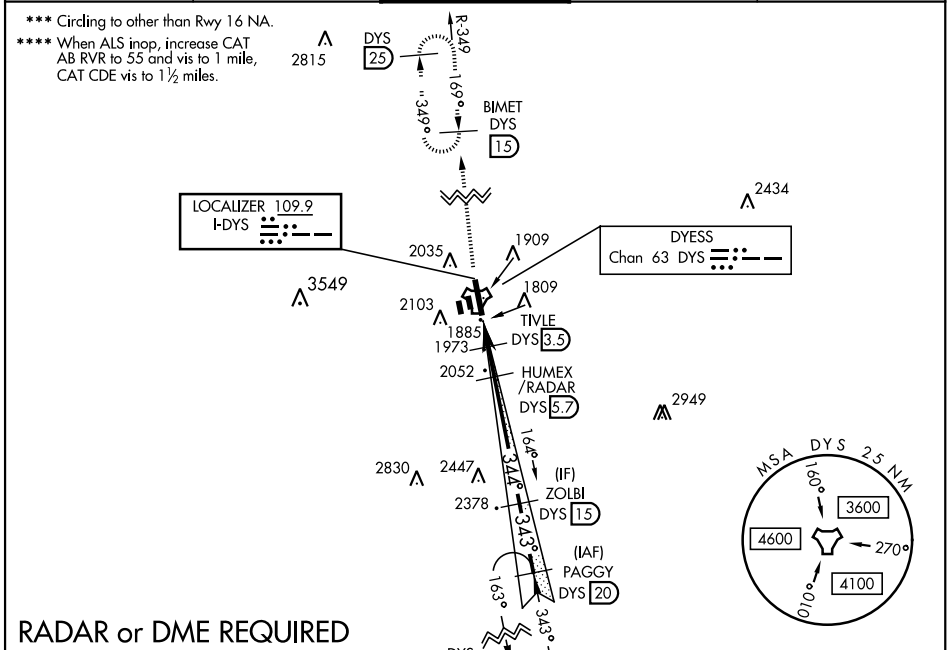 *** Circling to other than Rwy 16 NA.
**** When ALS inop, increase CAT
AB RVR to 55 and vis to 1 mile,
CAT CDE vis to 1½ miles.
2815
DYS
25
R-349
349°
169°
BIMET
DYS
15
2434
LOCALIZER 109.9
I-DYS
DYESS
Chan 63 DYS
2035
1909
3549
2103
1809
1885
TIVLE
DYS 3.5
1973
2052
HUMEX
/RADAR
DYS 5.7
2949
164°
344°
2830
2447
(IF)
ZOLBI
DYS 15
2378
343°
(IAF)
PAGGY
DYS 20
163°
343°
MSA DYS 25 NM
160°
3600
4600
270°
4100
010°
RADAR or DME REQUIRED
DYS